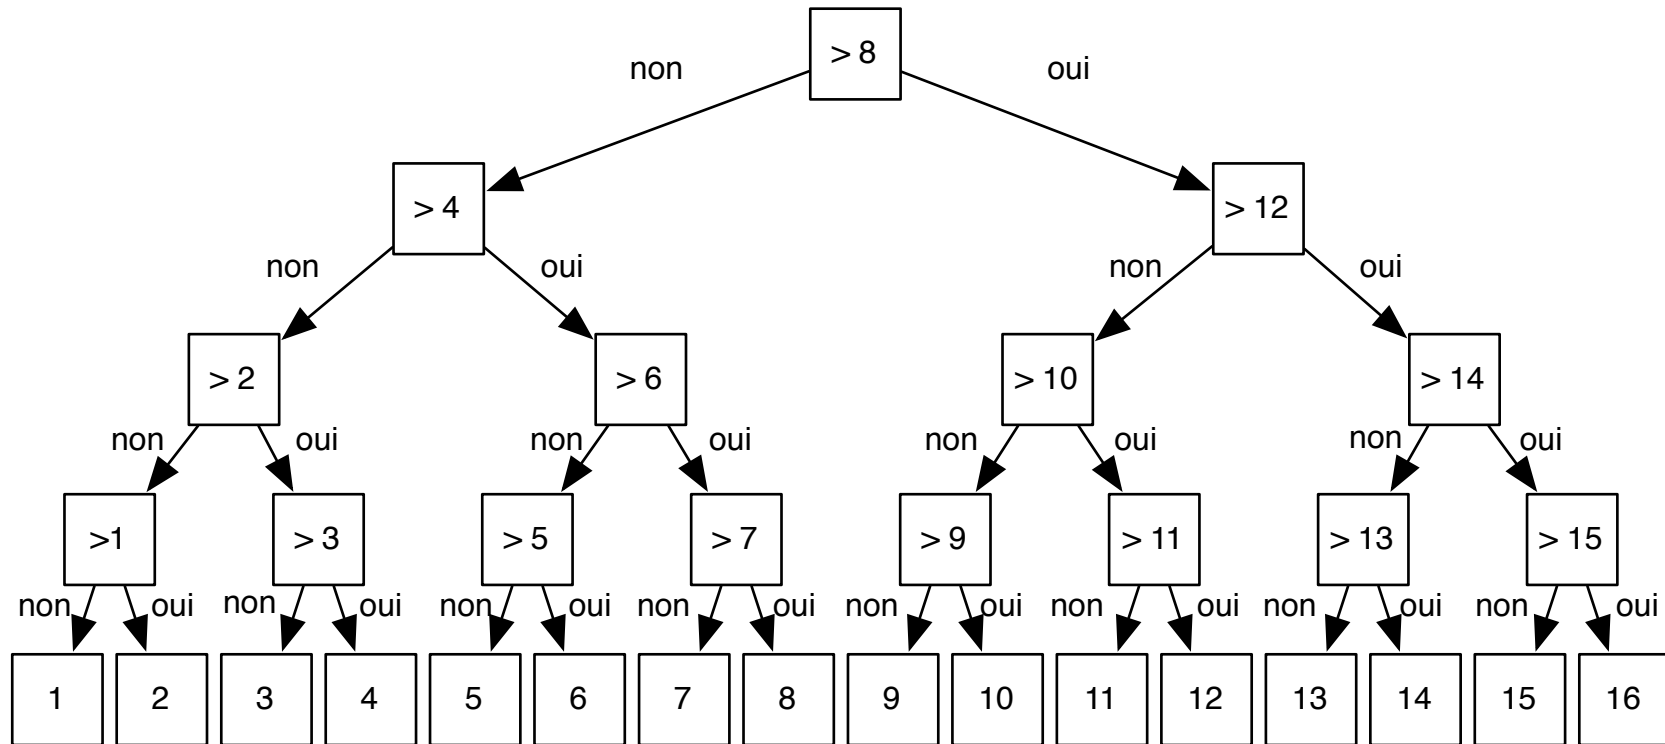 > 8
non oui
> 4 > 12
non oui non oui
> 2 > 6 > 10 > 14
non oui non oui non oui non oui
>1 > 3 > 5 > 7 > 9 > 11 > 13 > 15
non oui non oui non oui non oui non oui non oui non oui non oui
1 2 3 4 5 6 7 8 9 10 11 12 13 14 15 16